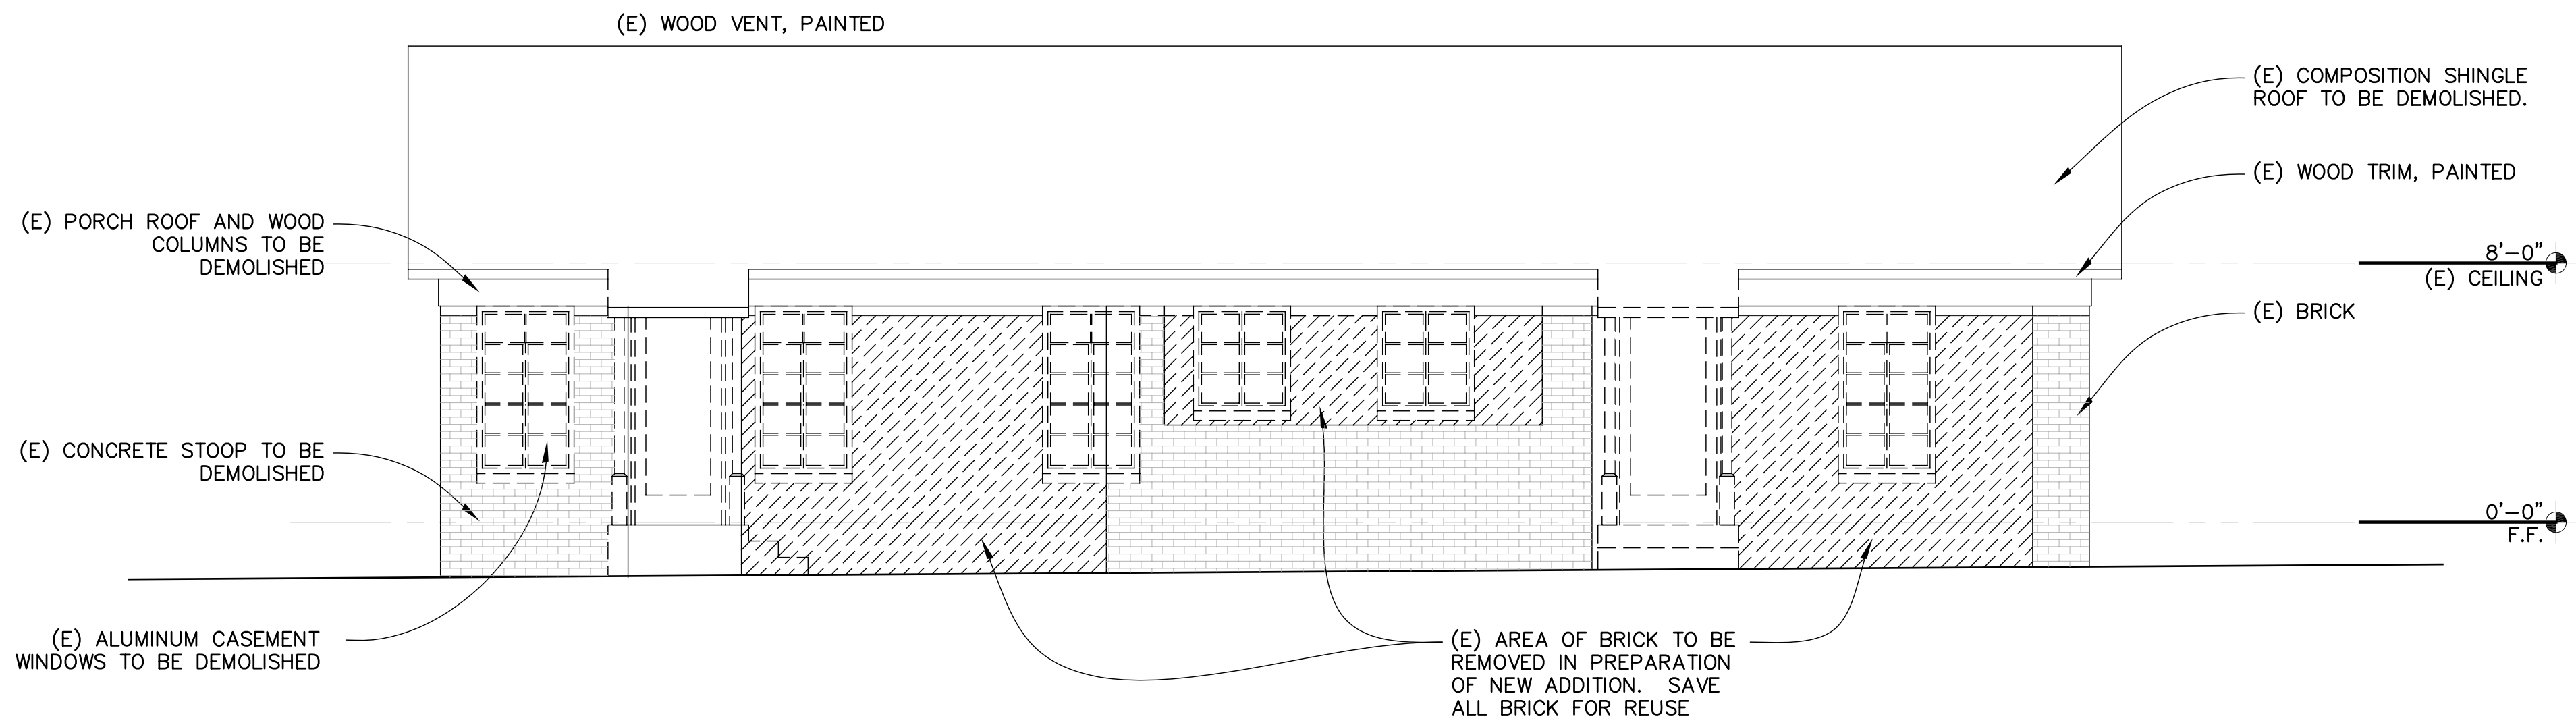 (E) WOOD VENT, PAINTED
(E) COMPOSITION SHINGLE
ROOF TO BE DEMOLISHED.
(E) WOOD TRIM, PAINTED
(E) PORCH ROOF AND WOOD
COLUMNS TO BE
DEMOLISHED
8'-0"
(E) CEILING
(E) BRICK
(E) CONCRETE STOOP TO BE
DEMOLISHED
0'-0"
F.F.
(E) ALUMINUM CASEMENT
WINDOWS TO BE DEMOLISHED
(E) AREA OF BRICK TO BE
REMOVED IN PREPARATION
OF NEW ADDITION. SAVE
ALL BRICK FOR REUSE